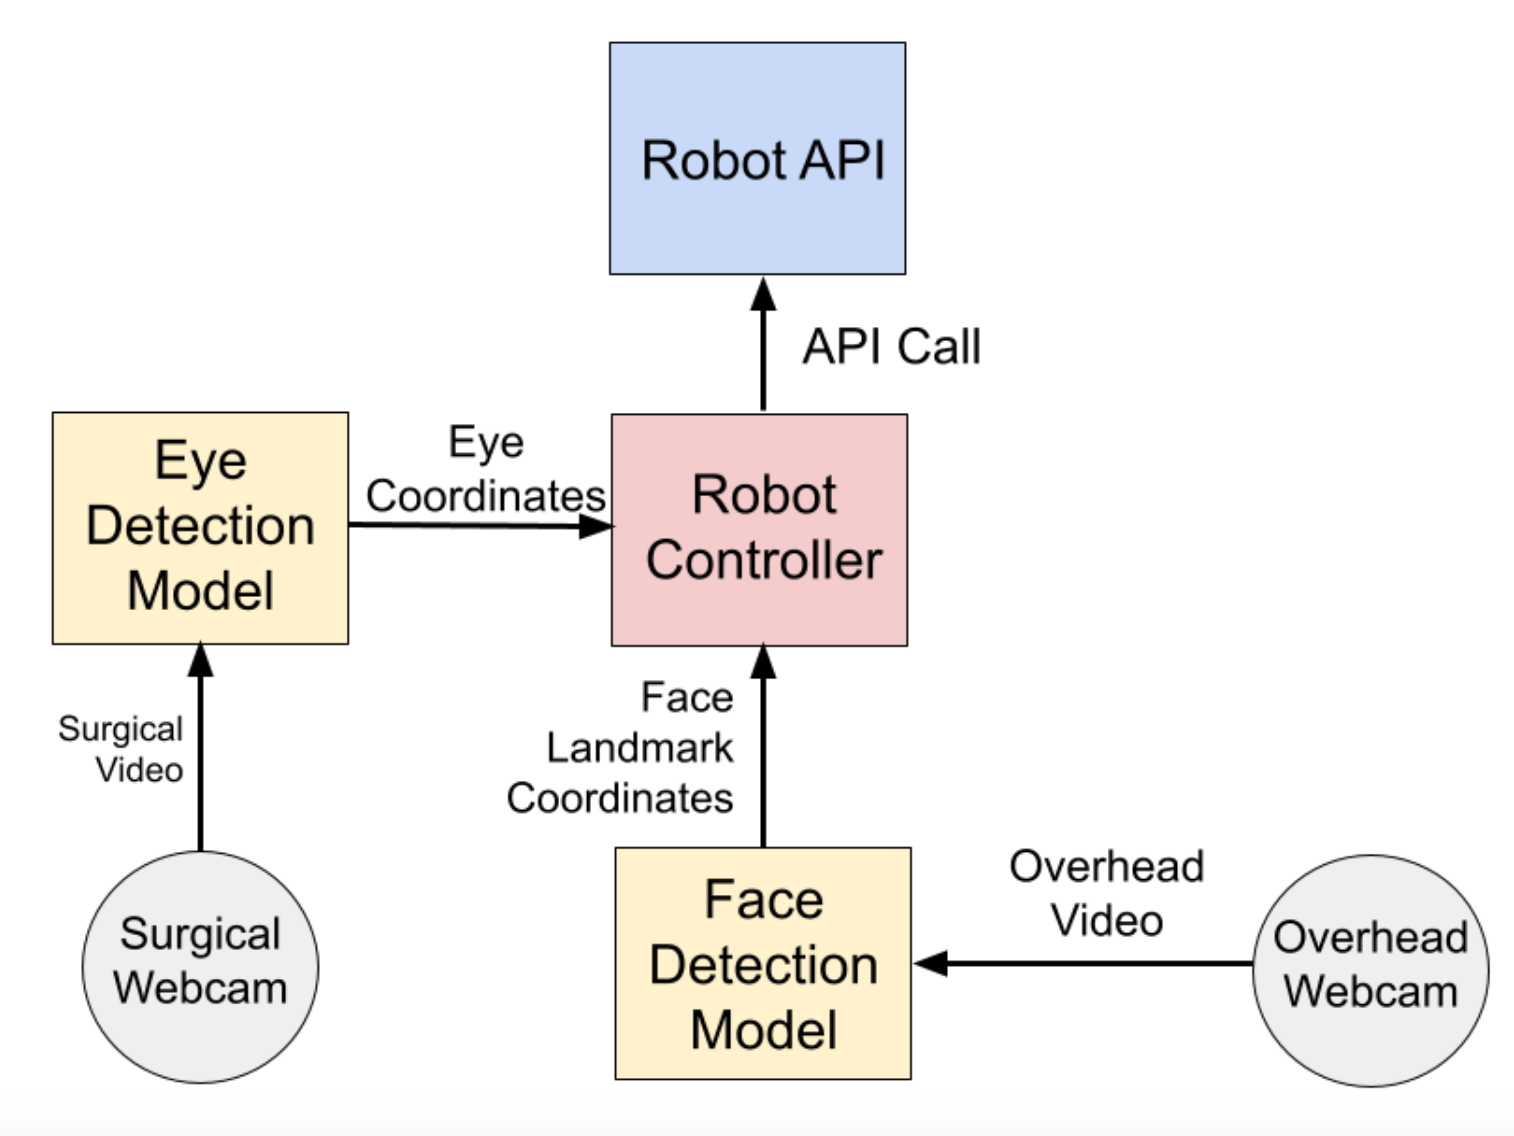 Robot API
API Call
Eye
Detection
Model
Eye
Coordinates
Robot
Controller
Surgical
Video
Face
Landmark
Coordinates
Surgical
Webcam
Face
Detection
Model
Overhead
Video
Overhead
Webcam